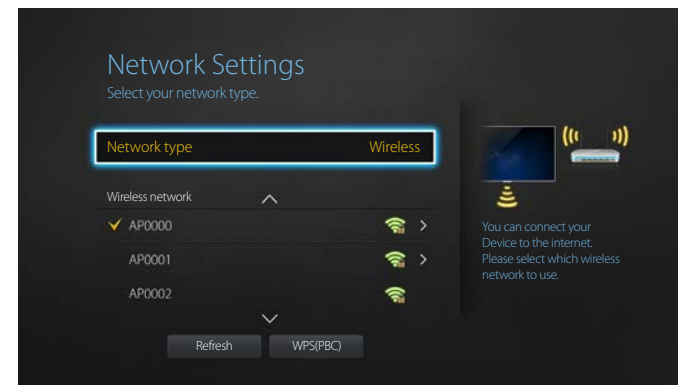 Network Settings
Select your network type.
Network type Wireless
Wireless network
AP0000
AP0001
AP0002
Refresh WPS(PBC)
You can connect your
Device to the internet.
Please select which wireless
network to use.